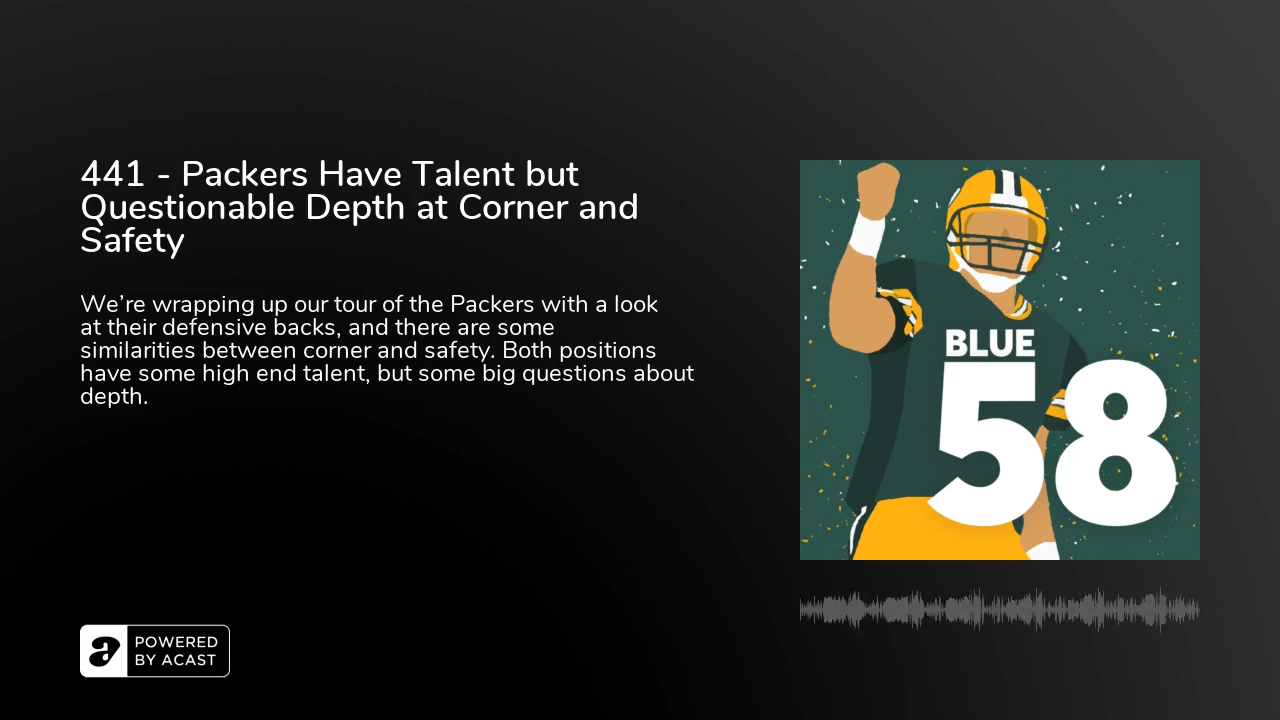 441 - Packers Have Talent but
Questionable Depth at Corner and
Safety
We’re wrapping up our tour of the Packers with a look
at their defensive backs, and there are some
similarities between corner and safety. Both positions
have some high end talent, but some big questions about
depth.
BLUE
58
a
POWERED
BY ACAST